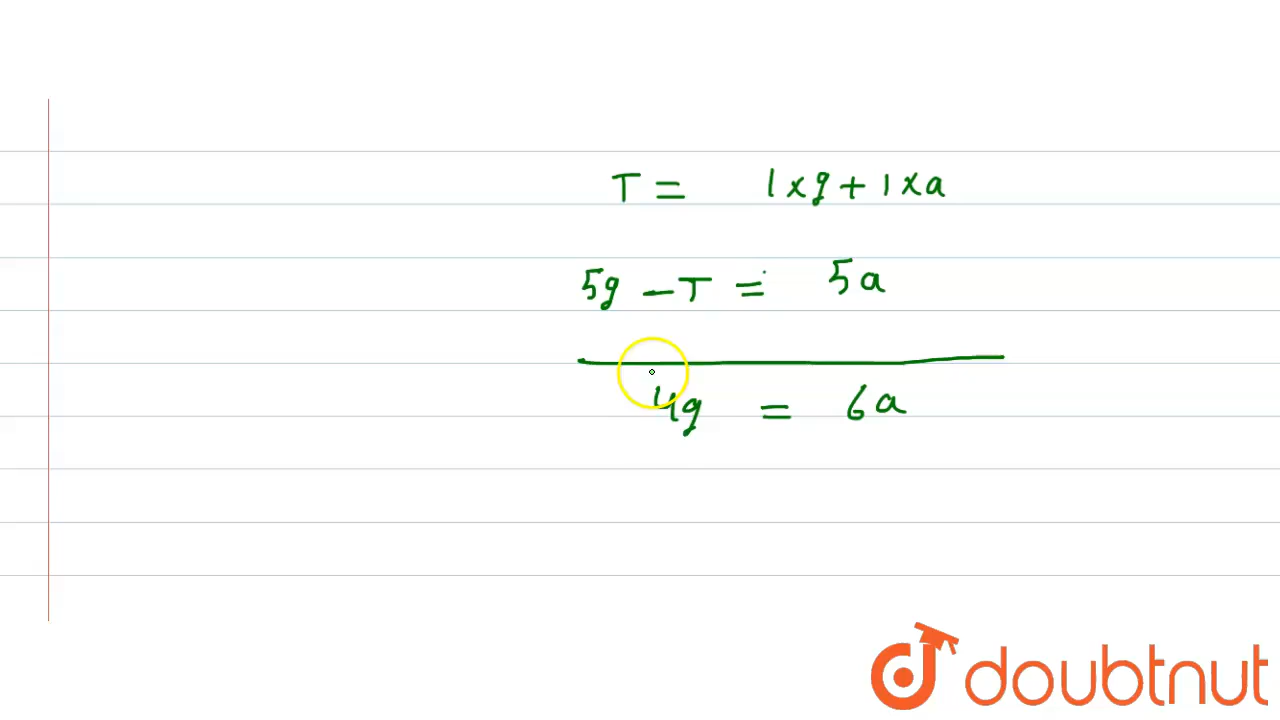 T = 1 x g + 1 x a
5g - T = 5a
4g = 6a
doubtnut